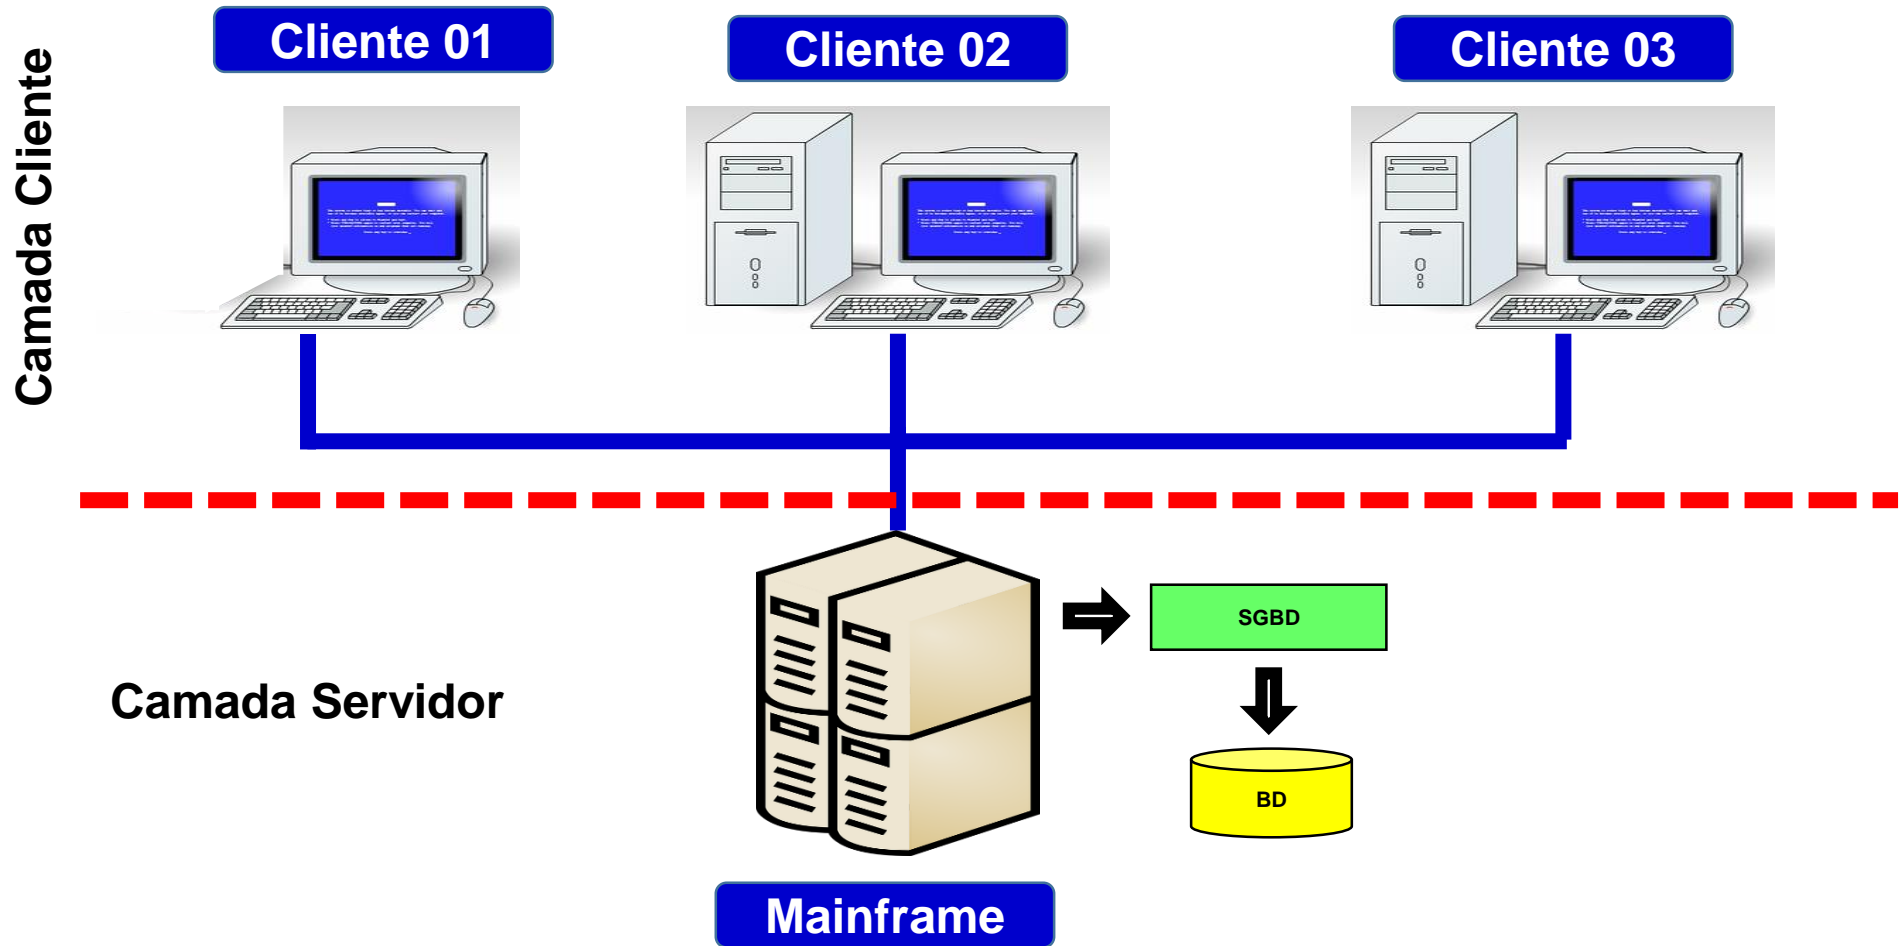 Cliente 01
Cliente 02
Cliente 03
Camada Cliente
SGBD
Camada Servidor
BD
Mainframe